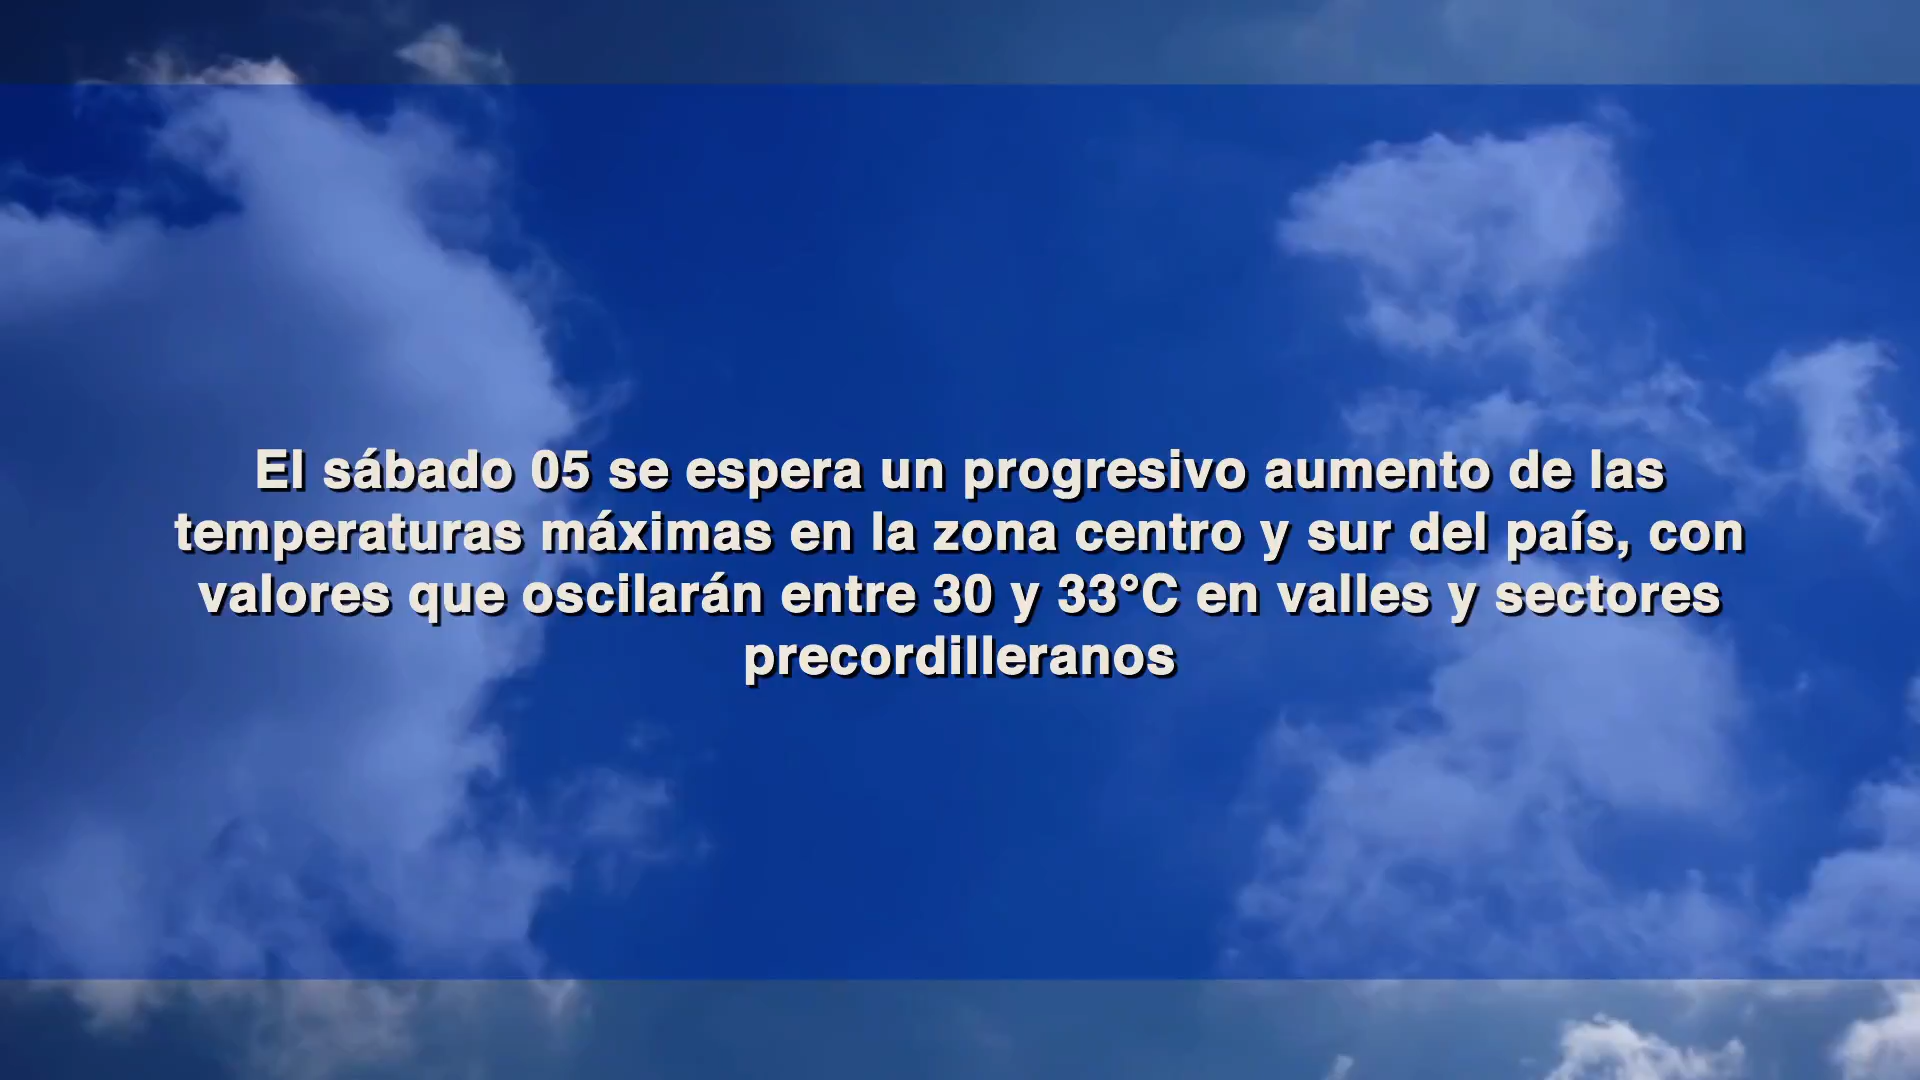 El sábado 05 se espera un progresivo aumento de las
temperaturas máximas en la zona centro y sur del país, con
valores que oscilarán entre 30 y 33°C en valles y sectores
precordilleranos